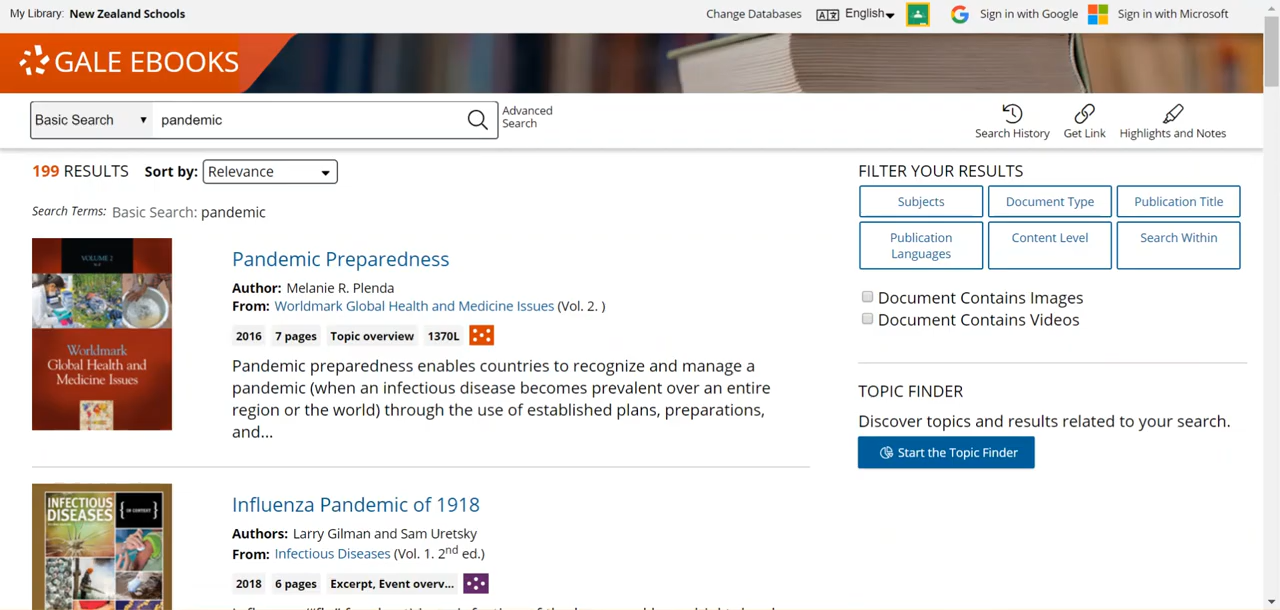 My Library: New Zealand Schools
Change Databases English Sign in with Google Sign in with Microsoft
GALE EBOOKS
Basic Search pandemic
Advanced Search
Search History Get Link Highlights and Notes
199 RESULTS Sort by: Relevance
Search Terms: Basic Search: pandemic
VOLUME 2
Worldmark
Global Health and
Medicine Issues
Pandemic Preparedness
Author: Melanie R. Plenda
From: Worldmark Global Health and Medicine Issues (Vol. 2. )
2016 7 pages Topic overview 1370L
Pandemic preparedness enables countries to recognize and manage a
pandemic (when an infectious disease becomes prevalent over an entire
region or the world) through the use of established plans, preparations,
and...
INFECTIOUS
DISEASES
IN CONTEXT
Influenza Pandemic of 1918
Authors: Larry Gilman and Sam Uretsky
From: Infectious Diseases (Vol. 1. 2nd ed.)
2018 6 pages Excerpt, Event overv...
FILTER YOUR RESULTS
Subjects Document Type Publication Title
Publication Languages Content Level Search Within
Document Contains Images
Document Contains Videos
TOPIC FINDER
Discover topics and results related to your search.
Start the Topic Finder